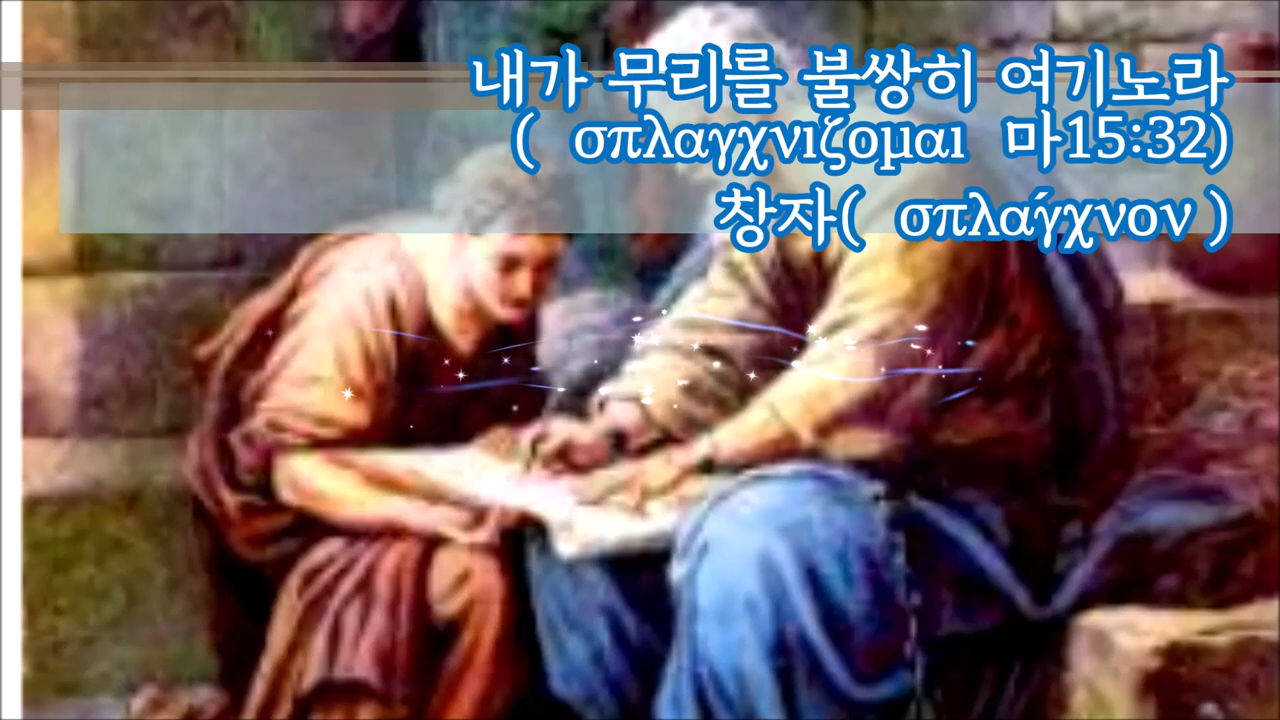 내가 무리를 불쌍히 여기노라
( σπλαγχνιζομαι 마15:32)
창자( σπλάγχνον )